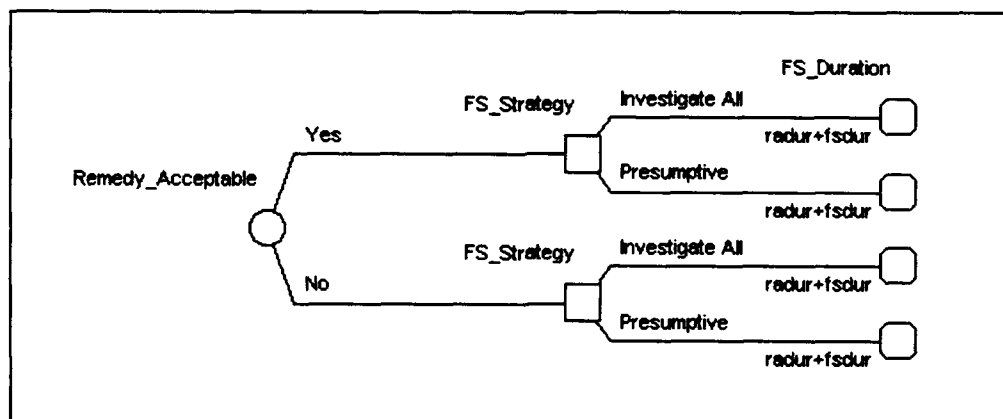 FS_Duration
FS_Strategy
Investigate All
Yes
radur+fsdur
Remedy_Acceptable
Presumptive
radur+fsdur
FS_Strategy
Investigate All
No
radur+fsdur
Presumptive
radur+fsdur